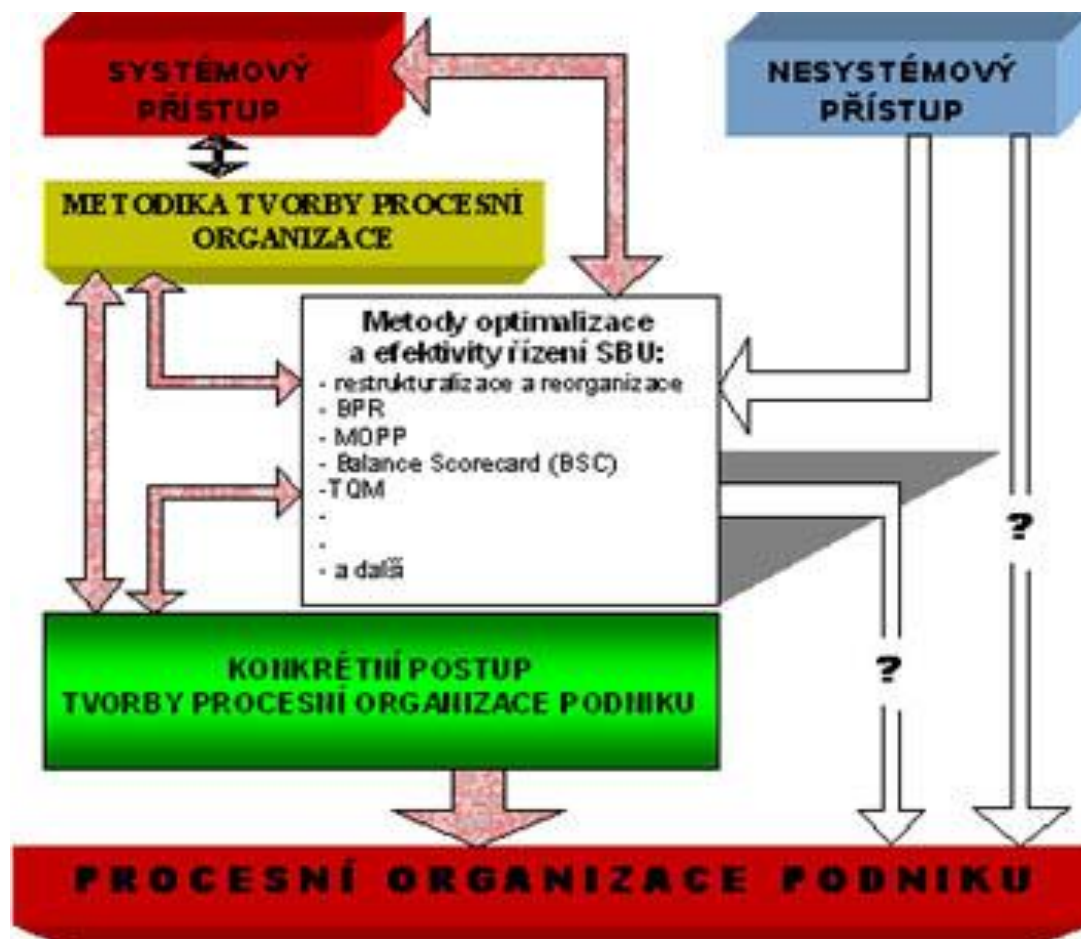 SYSTÉMOVÝ
PŘÍSTUP
NESYSTÉMOVÝ
PŘÍSTUP
METODIKA TVORBY PROCESNÍ
ORGANIZACE
Metody optimalizace
a efektivity řízení SBU:
- restrukturalizace a reorganizace
- BPR
- MOPP
- Balance Scorecard (BSC)
-TQM
-
-
- a další
?
?
KONKRÉTNÍ POSTUP
TVORBY PROCESNÍ ORGANIZACE PODNIKU
PROCESNÍ ORGANIZACE PODNIKU